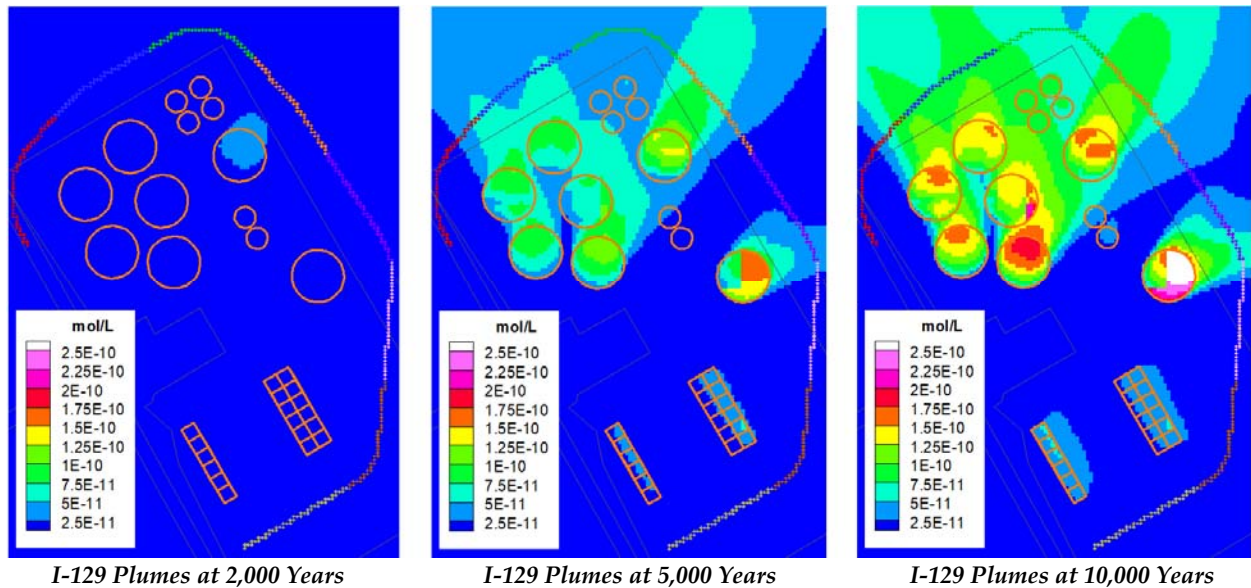 mol/L
2.5E-10
2.25E-10
2E-10
1.75E-10
1.5E-10
1.25E-10
1E-10
7.5E-11
5E-11
2.5E-11
mol/L
2.5E-10
2.25E-10
2E-10
1.75E-10
1.5E-10
1.25E-10
1E-10
7.5E-11
5E-11
2.5E-11
mol/L
2.5E-10
2.25E-10
2E-10
1.75E-10
1.5E-10
1.25E-10
1E-10
7.5E-11
5E-11
2.5E-11
I-129 Plumes at 2,000 Years
I-129 Plumes at 5,000 Years
I-129 Plumes at 10,000 Years